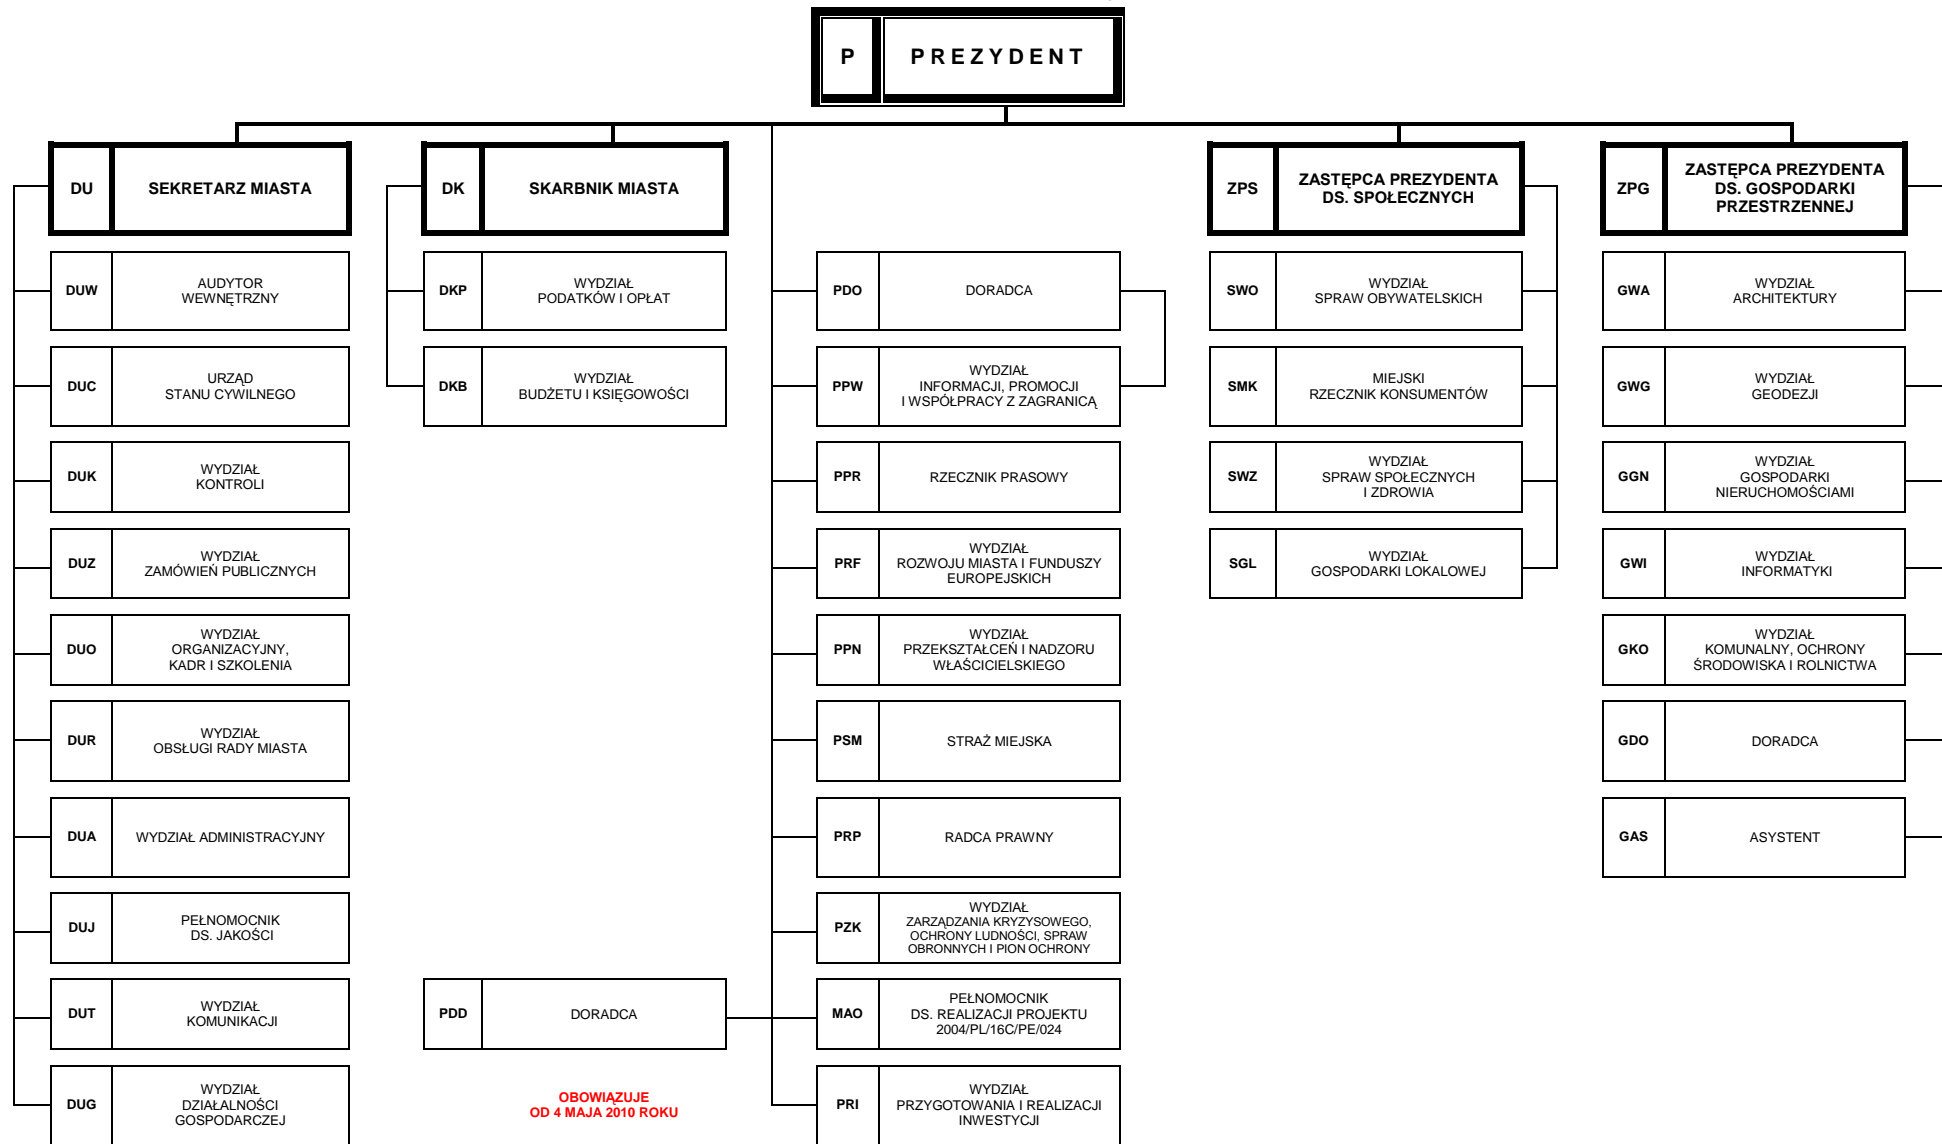 P
PREZYDENT
DU
SEKRETARZ MIASTA
DUW
AUDYTOR
WEWNĘTRZNY
DUC
URZĄD
STANU CYWILNEGO
DUK
WYDZIAŁ
KONTROLI
DUZ
WYDZIAŁ
ZAMÓWIEŃ PUBLICZNYCH
DUO
WYDZIAŁ
ORGANIZACYJNY,
KADR I SZKOLENIA
DUR
WYDZIAŁ
OBSŁUGI RADY MIASTA
DUA
WYDZIAŁ ADMINISTRACYJNY
DUJ
PEŁNOMOCNIK
DS. JAKOŚCI
DUT
WYDZIAŁ
KOMUNIKACJI
DUG
WYDZIAŁ
DZIAŁALNOŚCI
GOSPODARCZEJ
DK
SKARBNIK MIASTA
DKP
WYDZIAŁ
PODATKÓW I OPŁAT
DKB
WYDZIAŁ
BUDŻETU I KSIĘGOWOŚCI
PDD
DORADCA
OBOWIĄZUJE
OD 4 MAJA 2010 ROKU
PDO
DORADCA
PPW
WYDZIAŁ
INFORMACJI, PROMOCJI
I WSPÓŁPRACY Z ZAGRANICĄ
PPR
RZECZNIK PRASOWY
PRF
WYDZIAŁ
ROZWOJU MIASTA I FUNDUSZY
EUROPEJSKICH
PPN
WYDZIAŁ
PRZEKSZTAŁCEŃ I NADZORU
WŁAŚCICIELSKIEGO
PSM
STRAŻ MIEJSKA
PRP
RADCA PRAWNY
PZK
WYDZIAŁ
ZARZĄDZANIA KRYZYSOWEGO,
OCHRONY LUDNOŚCI, SPRAW
OBRONNYCH I PION OCHRONY
MAO
PEŁNOMOCNIK
DS. REALIZACJI PROJEKTU
2004/PL/16C/PE/024
PRI
WYDZIAŁ
PRZYGOTOWANIA I REALIZACJI
INWESTYCJI
ZPS
ZASTĘPCA PREZYDENTA
DS. SPOŁECZNYCH
SWO
WYDZIAŁ
SPRAW OBYWATELSKICH
SMK
MIEJSKI
RZECZNIK KONSUMENTÓW
SWZ
WYDZIAŁ
SPRAW SPOŁECZNYCH
I ZDROWIA
SGL
WYDZIAŁ
GOSPODARKI LOKALOWEJ
ZPG
ZASTĘPCA PREZYDENTA
DS. GOSPODARKI
PRZESTRZENNEJ
GWA
WYDZIAŁ
ARCHITEKTURY
GWG
WYDZIAŁ
GEODEZJI
GGN
WYDZIAŁ
GOSPODARKI
NIERUCHOMOŚCIAMI
GWI
WYDZIAŁ
INFORMATYKI
GKO
WYDZIAŁ
KOMUNALNY, OCHRONY
ŚRODOWISKA I ROLNICTWA
GDO
DORADCA
GAS
ASYSTENT